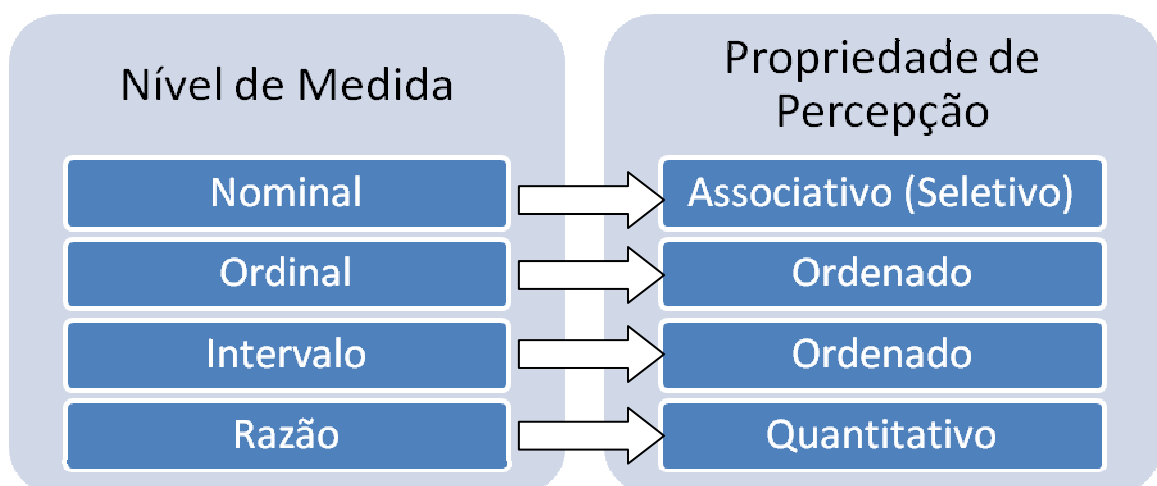 Nível de Medida
Propriedade de
Percepção
Nominal
Associativo (Seletivo)
Ordinal
Ordenado
Intervalo
Ordenado
Razão
Quantitativo